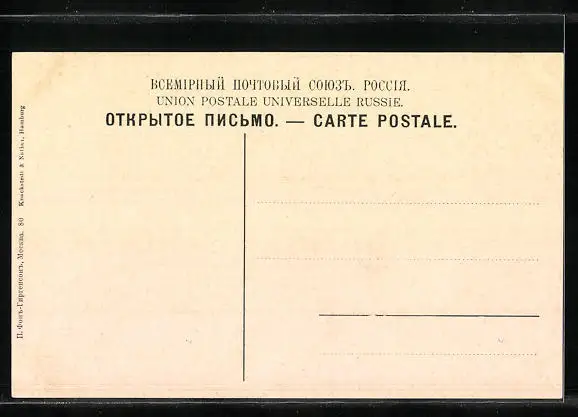 ВСЕМІРНЫЙ ПОЧТОВЫЙ СОЮЗЪ. РОССІЯ.
UNION POSTALE UNIVERSELLE RUSSIE.
ОТКРЫТОЕ ПИСЬМО. — CARTE POSTALE.
П. Фонъ-Гиргенсонъ, Москва. 80 Knackstedt & Näther, Hamburg